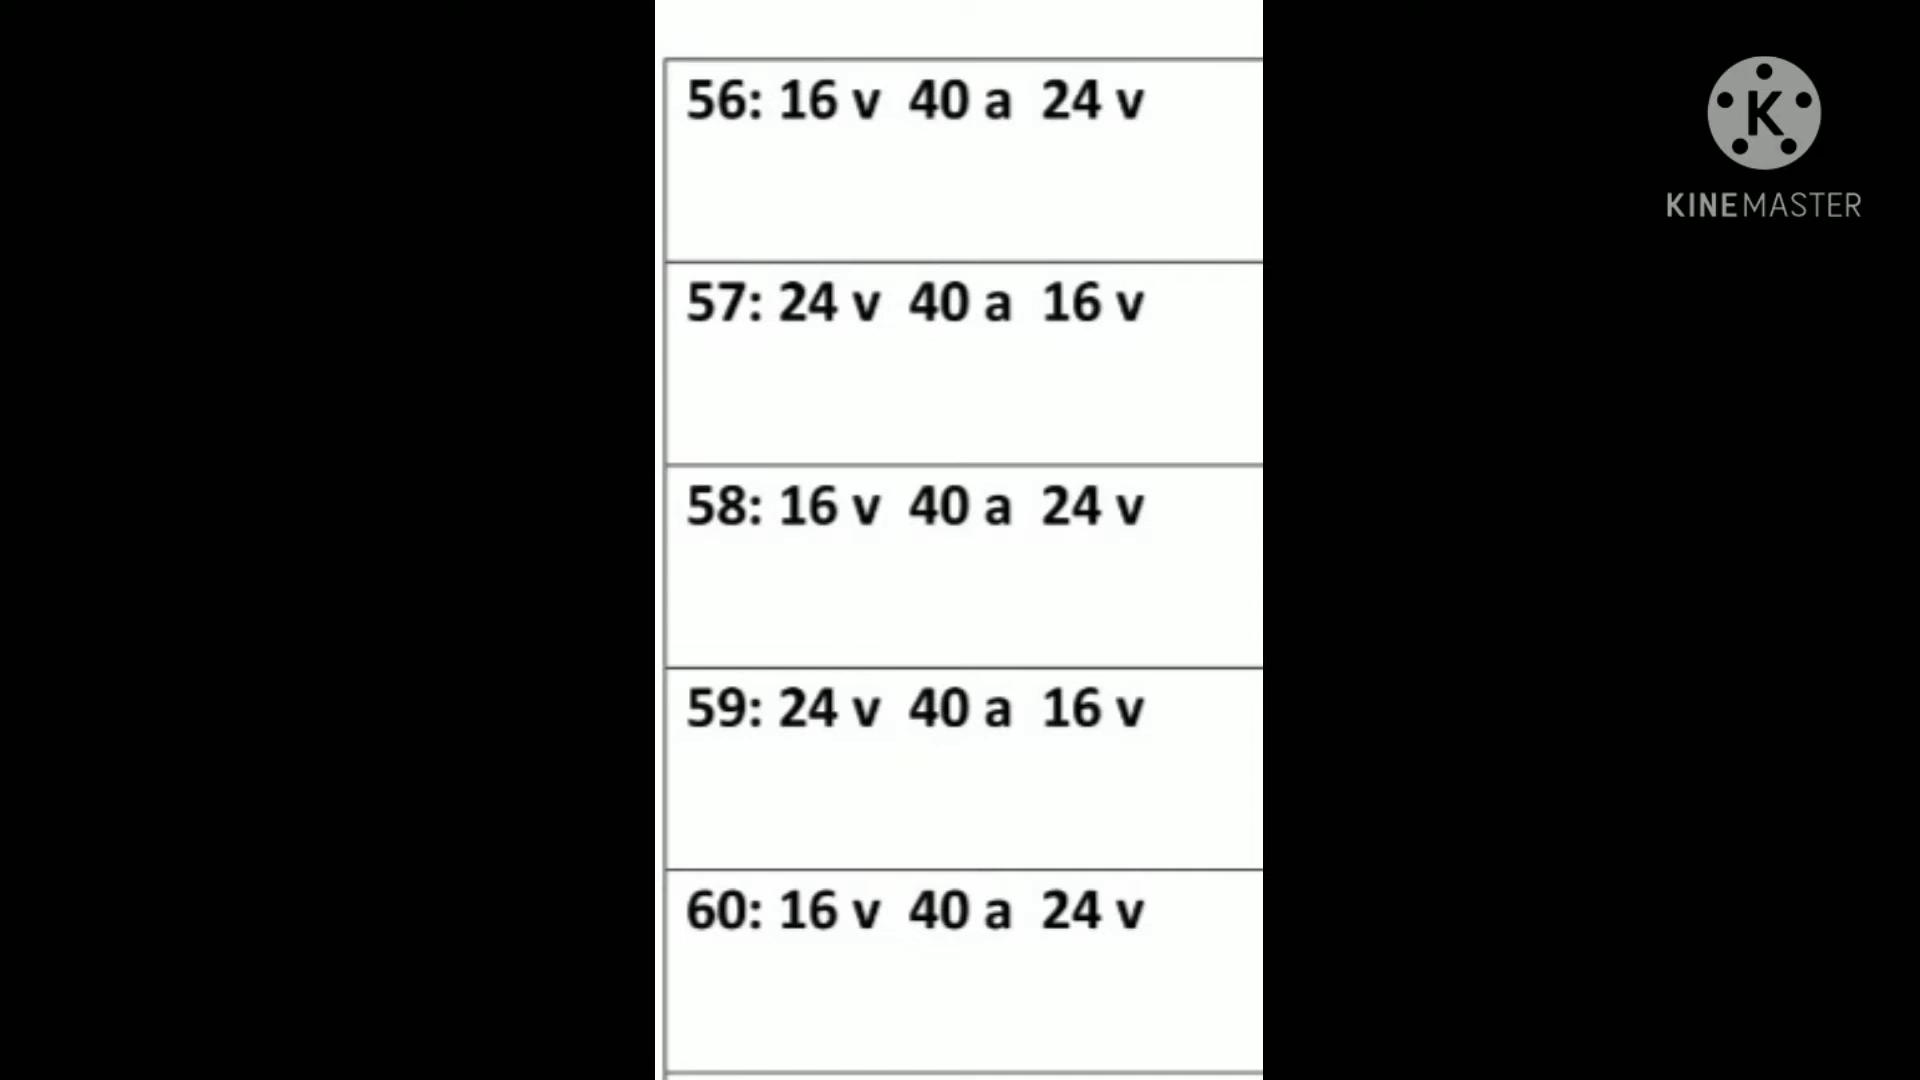 56: 16 v 40 a 24 v
57: 24 v 40 a 16 v
58: 16 v 40 a 24 v
59: 24 v 40 a 16 v
60: 16 v 40 a 24 v
K
KINEMASTER